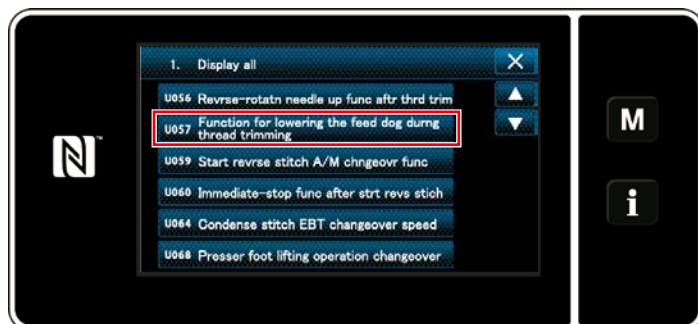 1. Display all
U056 Revrse-rotatn needle up func aftr thrd trim
U057 Function for lowering the feed dog durng
thread trimming
U059 Start revrse stitch A/M chngeovr func
U060 Immediate-stop func after strt revs stich
U064 Condense stitch EBT changeover speed
U068 Presser foot lifting operation changeover
M
i